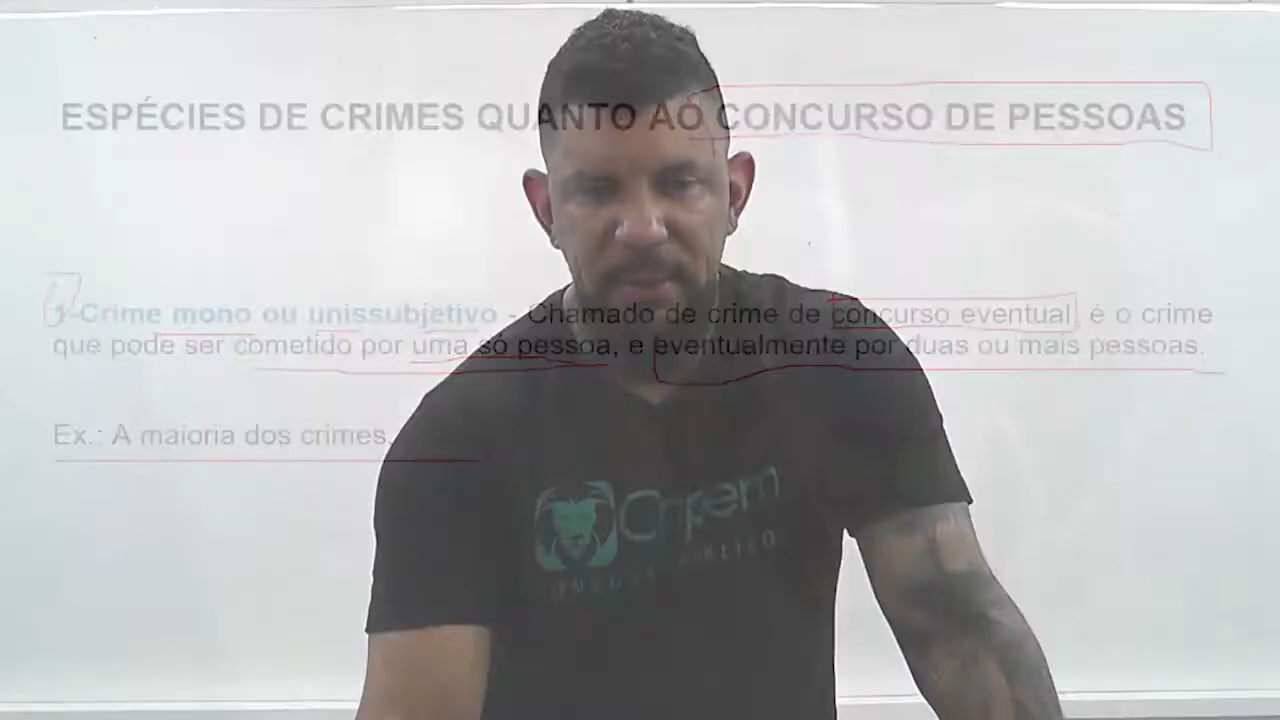 ESPÉCIES DE CRIMES QUANTO AO CONCURSO DE PESSOAS
1-Crime mono ou unissubjetivo - Chamado de crime de concurso eventual, é o crime
que pode ser cometido por uma só pessoa, e eventualmente por duas ou mais pessoas.
Ex.: A maioria dos crimes.